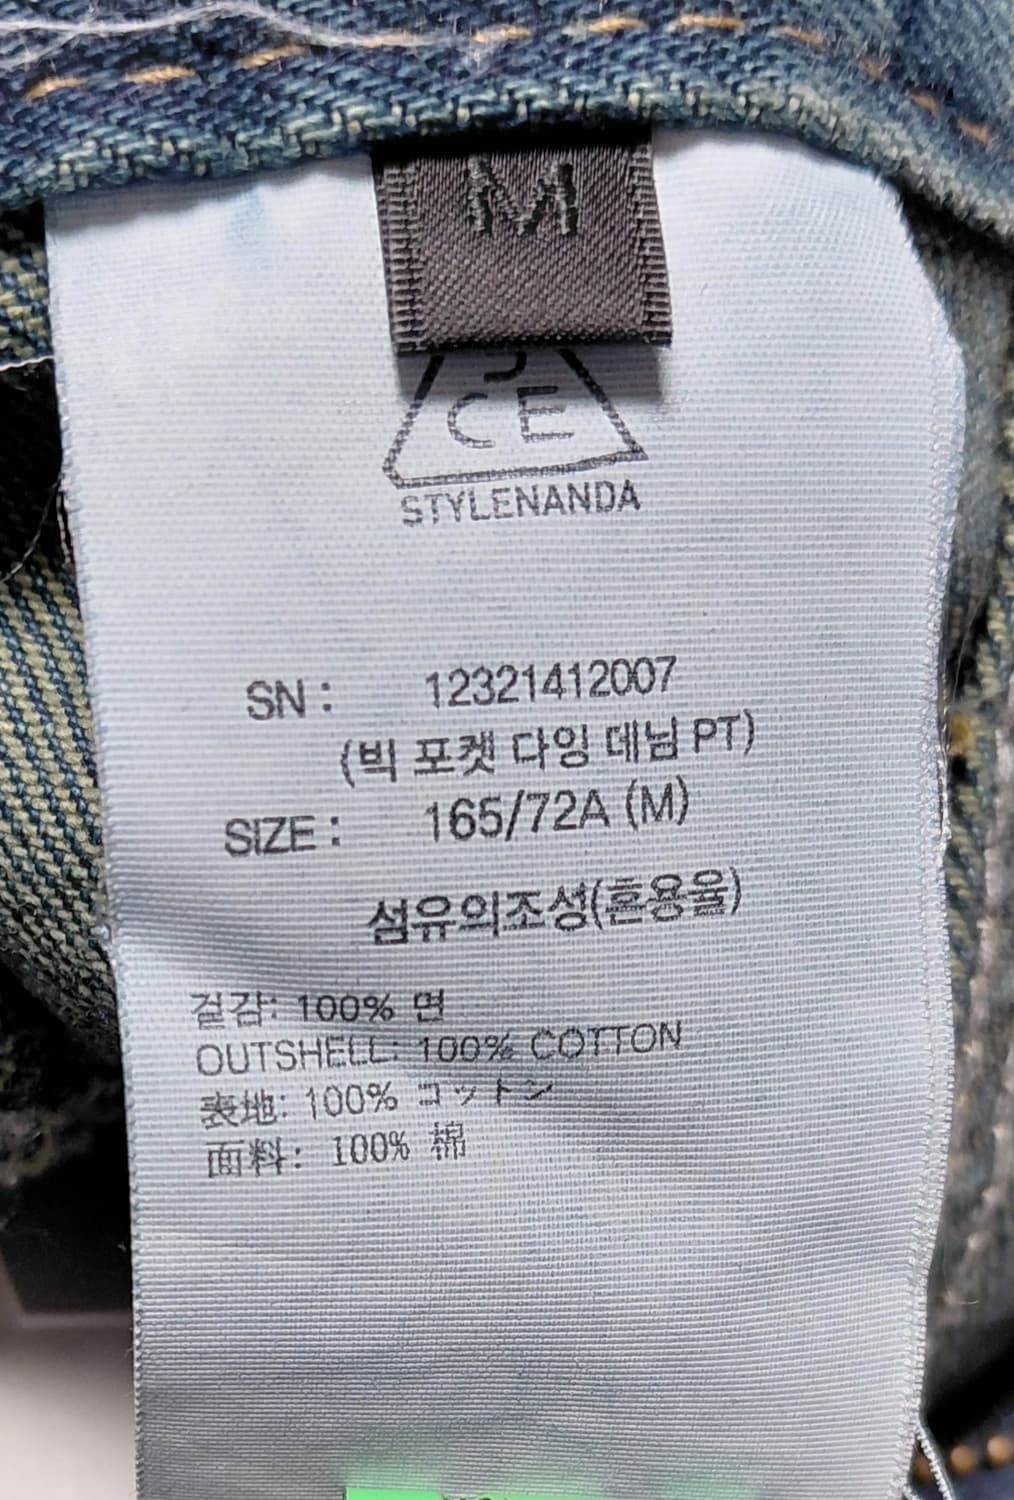 M
CE
STYLENANDA
SN : 12321412007
(빅 포켓 다잉 데님 PT)
SIZE : 165/72A (M)
섬유의조성(혼용율)
겉감: 100% 면
OUTSHELL: 100% COTTON
表地: 100% コットン
面料: 100% 棉